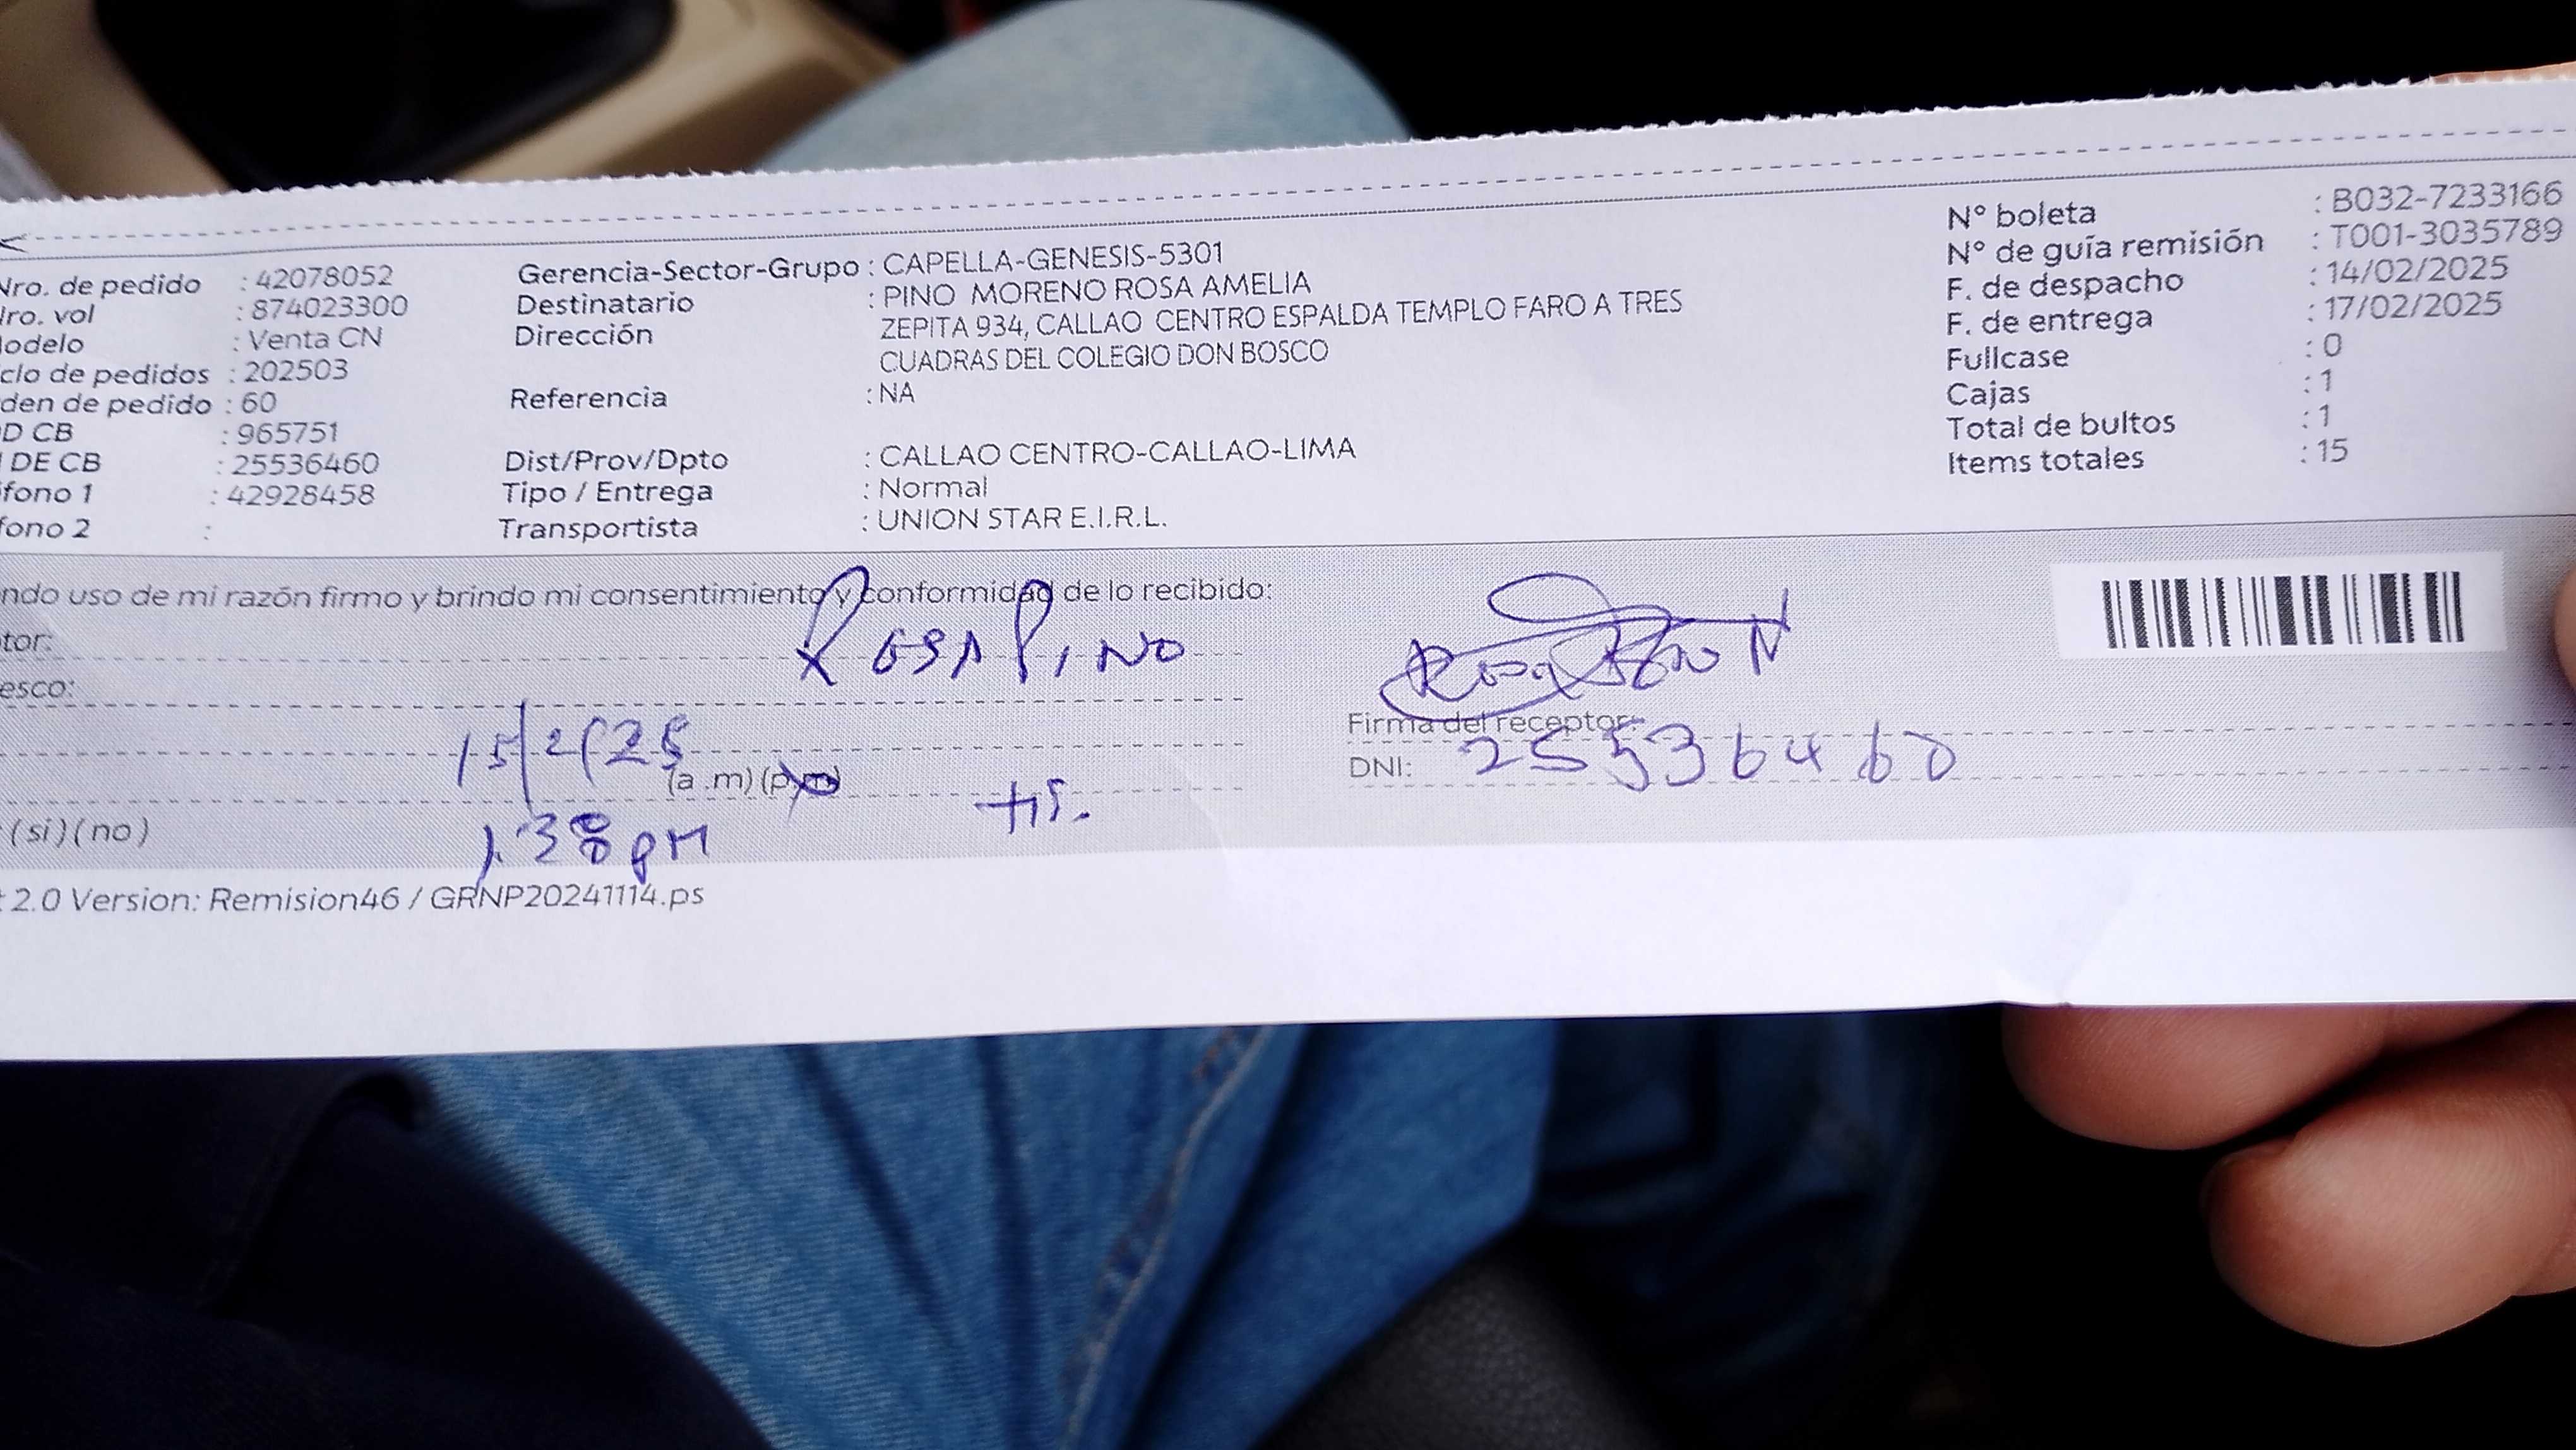 Nro. de pedido : 42078052
Nro. vol : 874023300
odelo : Venta CN
clo de pedidos : 202503
den de pedido : 60
D CB : 965751
DE CB : 25536460
fono 1 : 42928458
fono 2 :
Gerencia-Sector-Grupo : CAPELLA-GENESIS-5301
Destinatario : PINO MORENO ROSA AMELIA
Dirección ZEPITA 934, CALLAO CENTRO ESPALDA TEMPLO FARO A TRES
CUADRAS DEL COLEGIO DON BOSCO
Referencia : NA
Dist/Prov/Dpto : CALLAO CENTRO-CALLAO-LIMA
Tipo / Entrega : Normal
Transportista : UNION STAR E.I.R.L.
N° boleta : B032-7233166
N° de guía remisión : T001-3035789
F. de despacho : 14/02/2025
F. de entrega : 17/02/2025
Fullcase : 0
Cajas : 1
Total de bultos : 1
Items totales : 15
ndo uso de mi razón firmo y brindo mi consentimiento y conformidad de lo recibido:
tor: ROSA PINO
esco:
15/2/25
(a .m) (p.m)
(si) (no) 1:38 pm
Firma del receptor:
DNI: 25536460
2.0 Version: Remision46 / GRNP20241114.ps